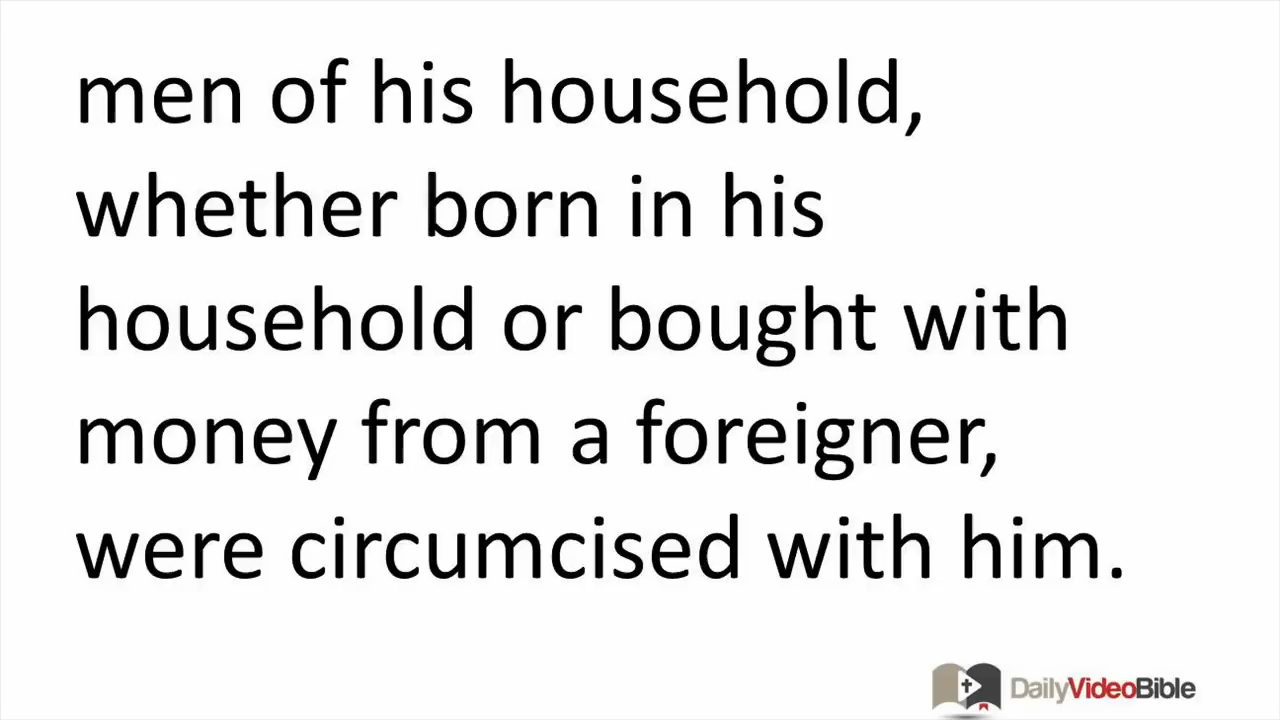 men of his household,
whether born in his
household or bought with
money from a foreigner,
were circumcised with him.
DailyVideoBible